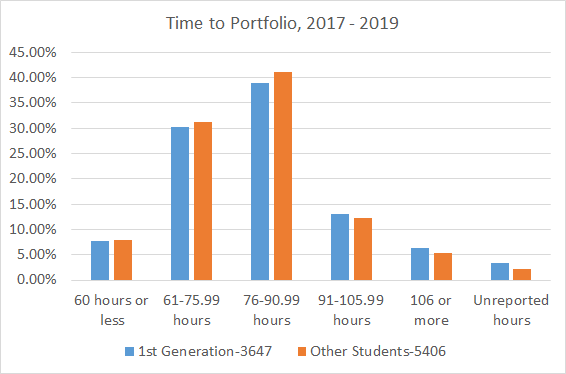 Time to Portfolio, 2017 - 2019
45.00%
40.00%
35.00%
30.00%
25.00%
20.00%
15.00%
10.00%
5.00%
0.00%
60 hours or less
61-75.99 hours
76-90.99 hours
91-105.99 hours
106 or more
Unreported hours
1st Generation-3647
Other Students-5406